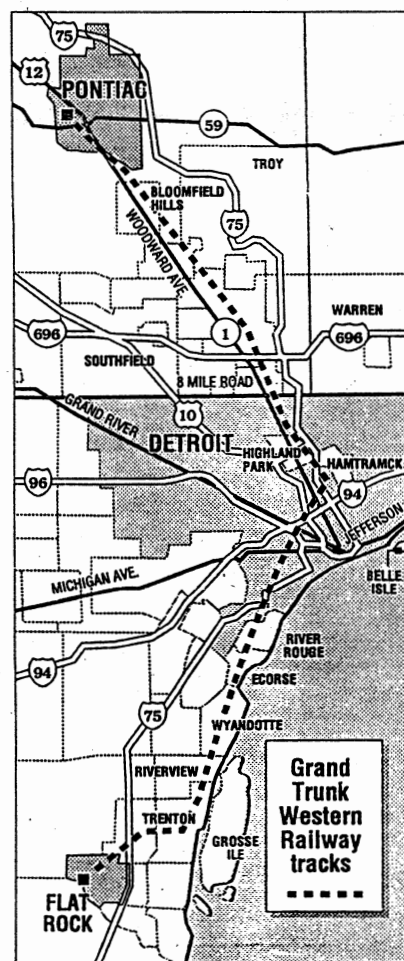 75
12
PONTIAC
59
TROY
BLOOMFIELD
HILLS
75
WOODWARD AVE.
WARREN
1
696
696
SOUTHFIELD
8 MILE ROAD
10
GRAND RIVER
DETROIT
HIGHLAND
PARK
HAMTRAMCK
96
94
JEFFERSON
MICHIGAN AVE.
BELLE
ISLE
RIVER
ROUGE
94
ECORSE
75
WYANDOTTE
RIVERVIEW
TRENTON
GROSSE
ILE
FLAT
ROCK
Grand
Trunk
Western
Railway
tracks